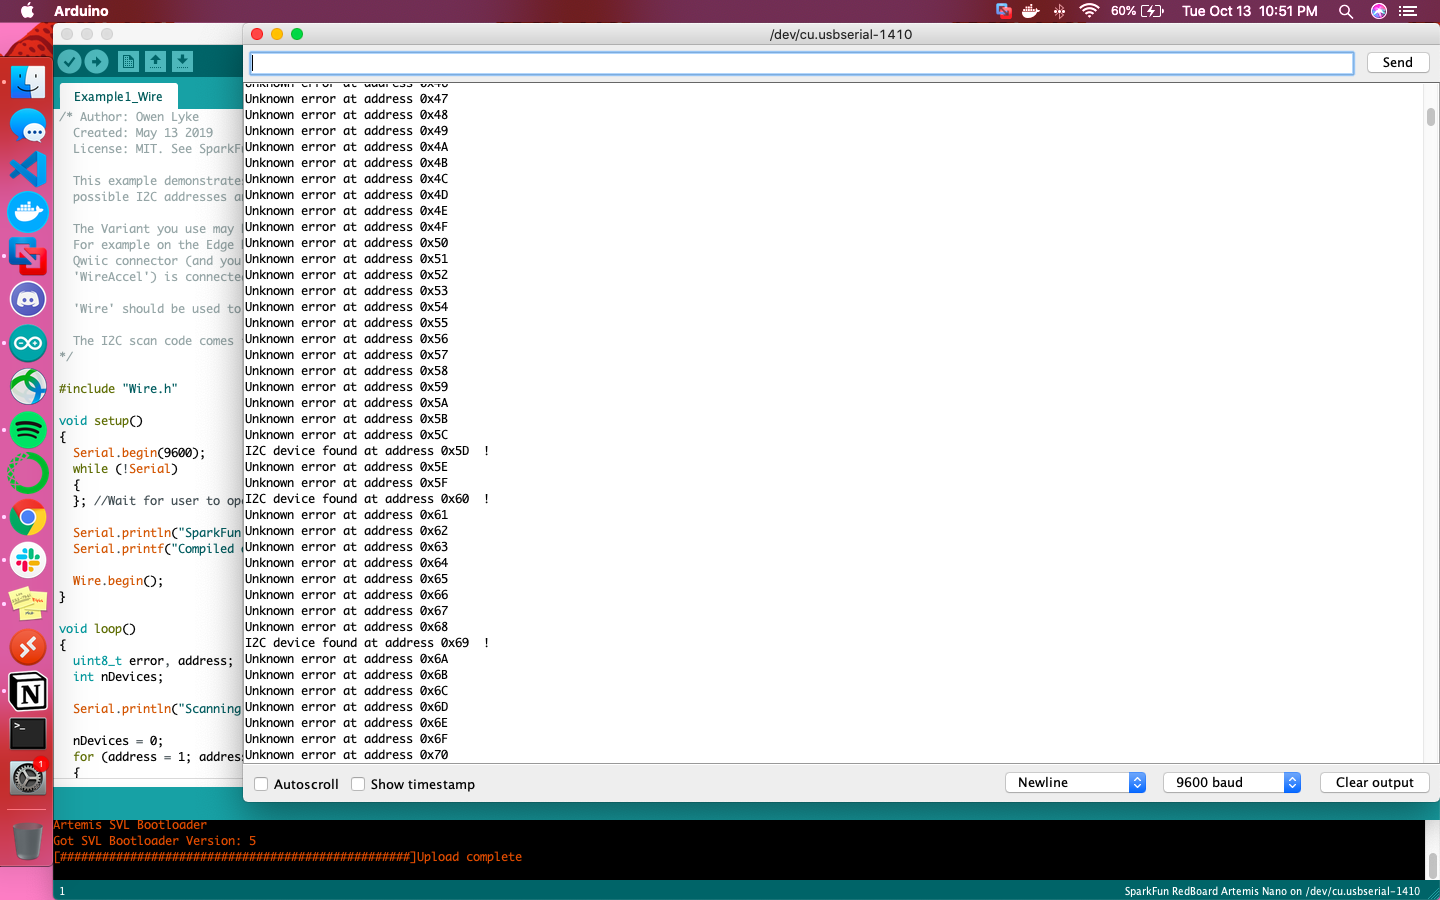 Arduino
60%
Tue Oct 13 10:51 PM
/dev/cu.usbserial-1410
Send
Example1_Wire
/* Author: Owen Lyke
Created: May 13 2019
License: MIT. See SparkF
This example demonstrate
possible I2C addresses a
The Variant you use may
For example on the Edge
Qwiic connector (and you
'WireAccel') is connecte
'Wire' should be used to
The I2C scan code comes
*/
#include "Wire.h"
void setup()
{
Serial.begin(9600);
while (!Serial)
{
}; //Wait for user to op
Serial.println("SparkFun
Serial.printf("Compiled
Wire.begin();
}
void loop()
{
uint8_t error, address;
int nDevices;
Serial.println("Scanning
nDevices = 0;
for (address = 1; addres
{
Unknown error at address 0x46
Unknown error at address 0x47
Unknown error at address 0x48
Unknown error at address 0x49
Unknown error at address 0x4A
Unknown error at address 0x4B
Unknown error at address 0x4C
Unknown error at address 0x4D
Unknown error at address 0x4E
Unknown error at address 0x4F
Unknown error at address 0x50
Unknown error at address 0x51
Unknown error at address 0x52
Unknown error at address 0x53
Unknown error at address 0x54
Unknown error at address 0x55
Unknown error at address 0x56
Unknown error at address 0x57
Unknown error at address 0x58
Unknown error at address 0x59
Unknown error at address 0x5A
Unknown error at address 0x5B
Unknown error at address 0x5C
I2C device found at address 0x5D  !
Unknown error at address 0x5E
Unknown error at address 0x5F
I2C device found at address 0x60  !
Unknown error at address 0x61
Unknown error at address 0x62
Unknown error at address 0x63
Unknown error at address 0x64
Unknown error at address 0x65
Unknown error at address 0x66
Unknown error at address 0x67
Unknown error at address 0x68
I2C device found at address 0x69  !
Unknown error at address 0x6A
Unknown error at address 0x6B
Unknown error at address 0x6C
Unknown error at address 0x6D
Unknown error at address 0x6E
Unknown error at address 0x6F
Unknown error at address 0x70
Autoscroll
Show timestamp
Newline
9600 baud
Clear output
1
Artemis SVL Bootloader
Got SVL Bootloader Version: 5
[##################################################]Upload complete
1
SparkFun RedBoard Artemis Nano on /dev/cu.usbserial-1410